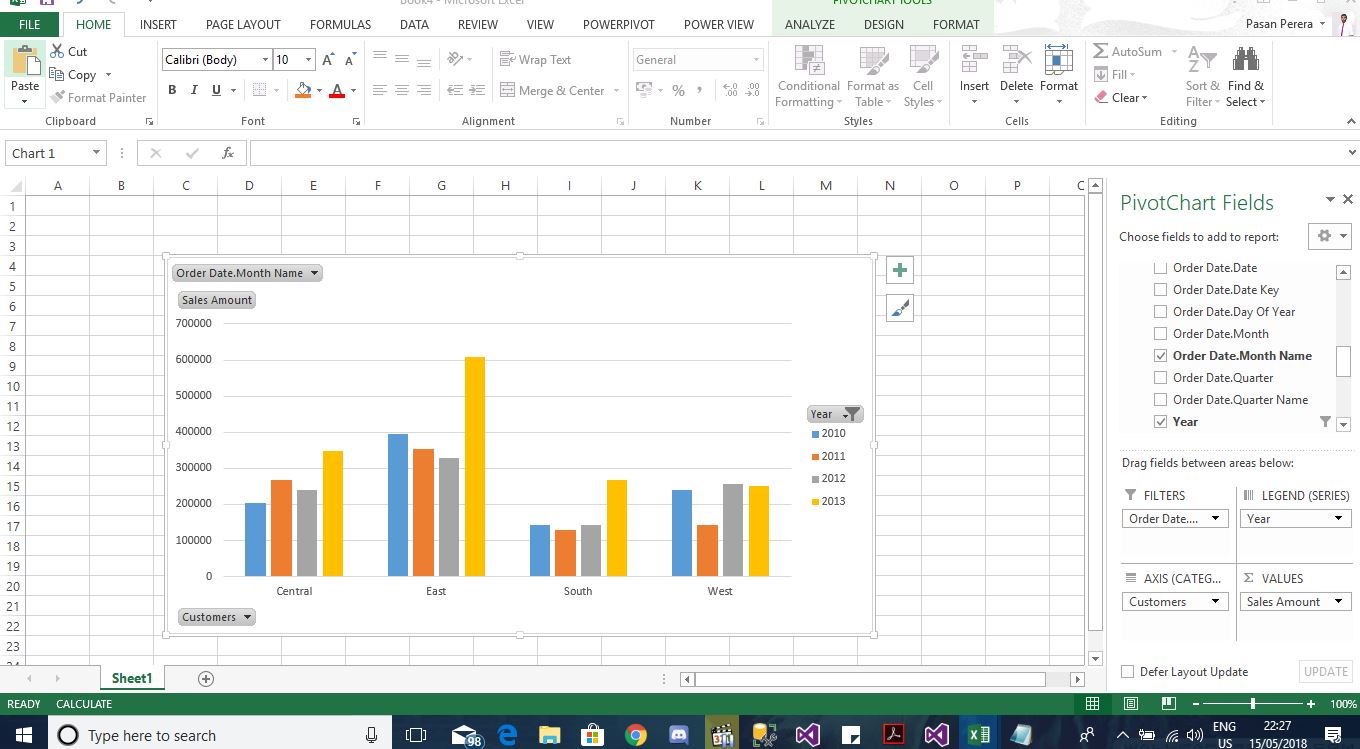 Book4 - Microsoft Excel
PIVOTCHART TOOLS
FILE HOME INSERT PAGE LAYOUT FORMULAS DATA REVIEW VIEW POWERPIVOT POWER VIEW ANALYZE DESIGN FORMAT Pasan Perera
Paste
Cut
Copy
Format Painter
Clipboard
Calibri (Body) 10 A A
B I U A
Font
Wrap Text
Merge & Center
Alignment
General
% ,
Number
Conditional Formatting
Format as Table
Cell Styles
Styles
Insert Delete Format
Cells
AutoSum
Fill
Clear
Sort & Filter
Find & Select
Editing
Chart 1 fx
A B C D E F G H I J K L M N O P
1
2
3
4
5
6
7
8
9
10
11
12
13
14
15
16
17
18
19
20
21
22
23
24
Order Date.Month Name
Sales Amount
700000
600000
500000
400000
300000
200000
100000
0
Central East South West
Year
2010
2011
2012
2013
Customers
PivotChart Fields
Choose fields to add to report:
Order Date.Date
Order Date.Date Key
Order Date.Day Of Year
Order Date.Month
Order Date.Month Name
Order Date.Quarter
Order Date.Quarter Name
Year
Drag fields between areas below:
FILTERS
Order Date....
LEGEND (SERIES)
Year
AXIS (CATEG...
Customers
Σ VALUES
Sales Amount
Defer Layout Update UPDATE
Sheet1
READY CALCULATE 100%
Type here to search
98
ENG
US
22:27
15/05/2018